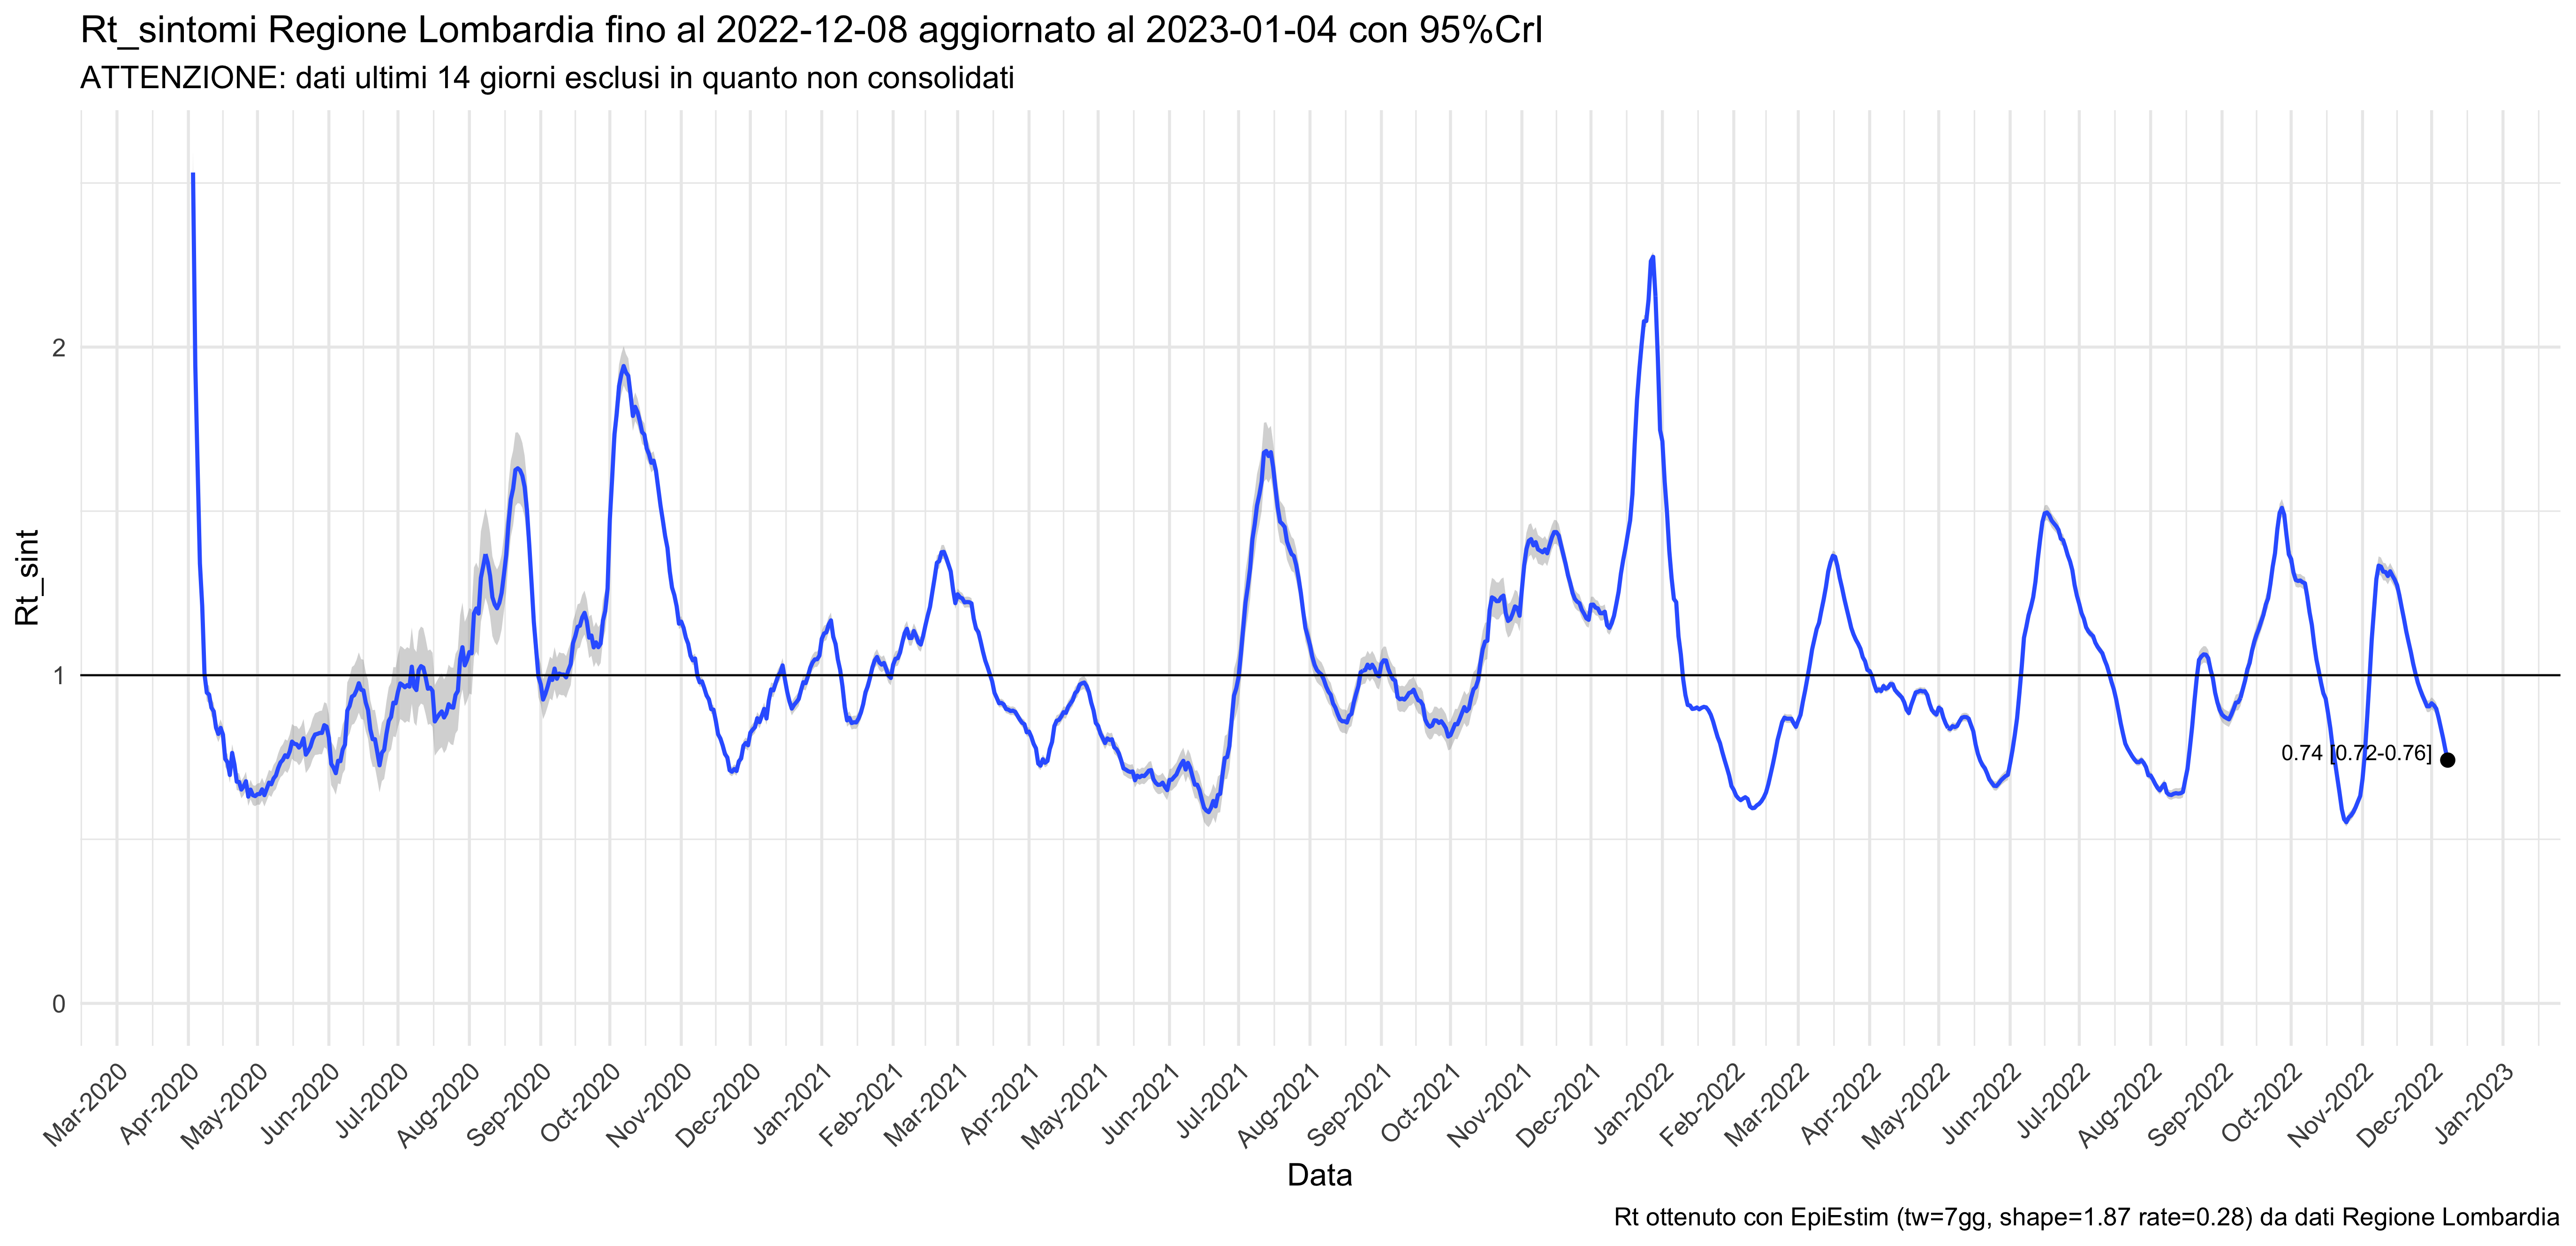 Rt_sintomi Regione Lombardia fino al 2022-12-08 aggiornato al 2023-01-04 con 95%CrI
ATTENZIONE: dati ultimi 14 giorni esclusi in quanto non consolidati
Rt_sint
2
1
0
0.74 [0.72-0.76]
Mar-2020
Apr-2020
May-2020
Jun-2020
Jul-2020
Aug-2020
Sep-2020
Oct-2020
Nov-2020
Dec-2020
Jan-2021
Feb-2021
Mar-2021
Apr-2021
May-2021
Jun-2021
Jul-2021
Aug-2021
Sep-2021
Oct-2021
Nov-2021
Dec-2021
Jan-2022
Feb-2022
Mar-2022
Apr-2022
May-2022
Jun-2022
Jul-2022
Aug-2022
Sep-2022
Oct-2022
Nov-2022
Dec-2022
Jan-2023
Data
Rt ottenuto con EpiEstim (tw=7gg, shape=1.87 rate=0.28) da dati Regione Lombardia